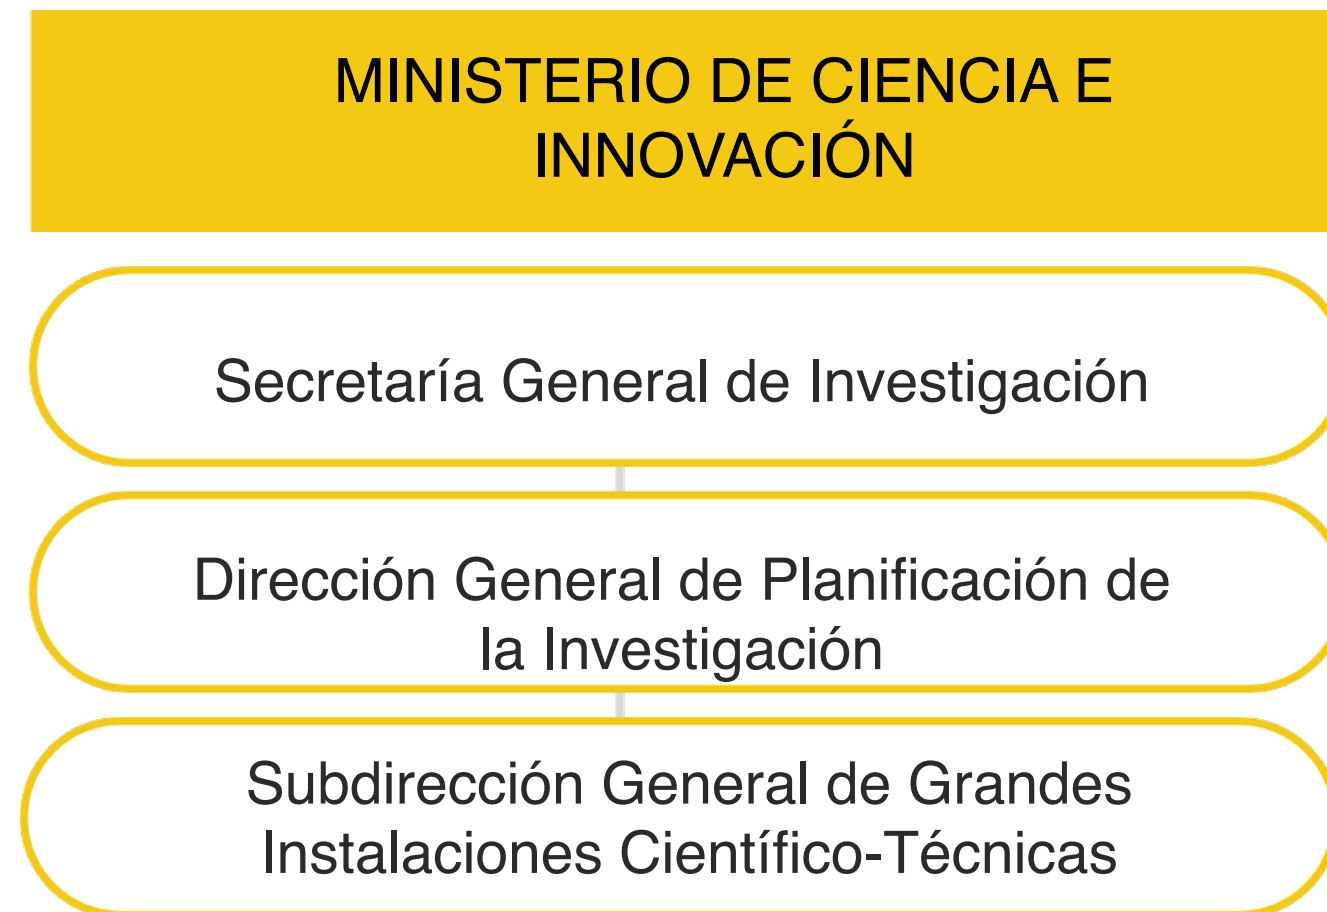 MINISTERIO DE CIENCIA E
INNOVACIÓN
Secretaría General de Investigación
Dirección General de Planificación de
la Investigación
Subdirección General de Grandes
Instalaciones Científico-Técnicas